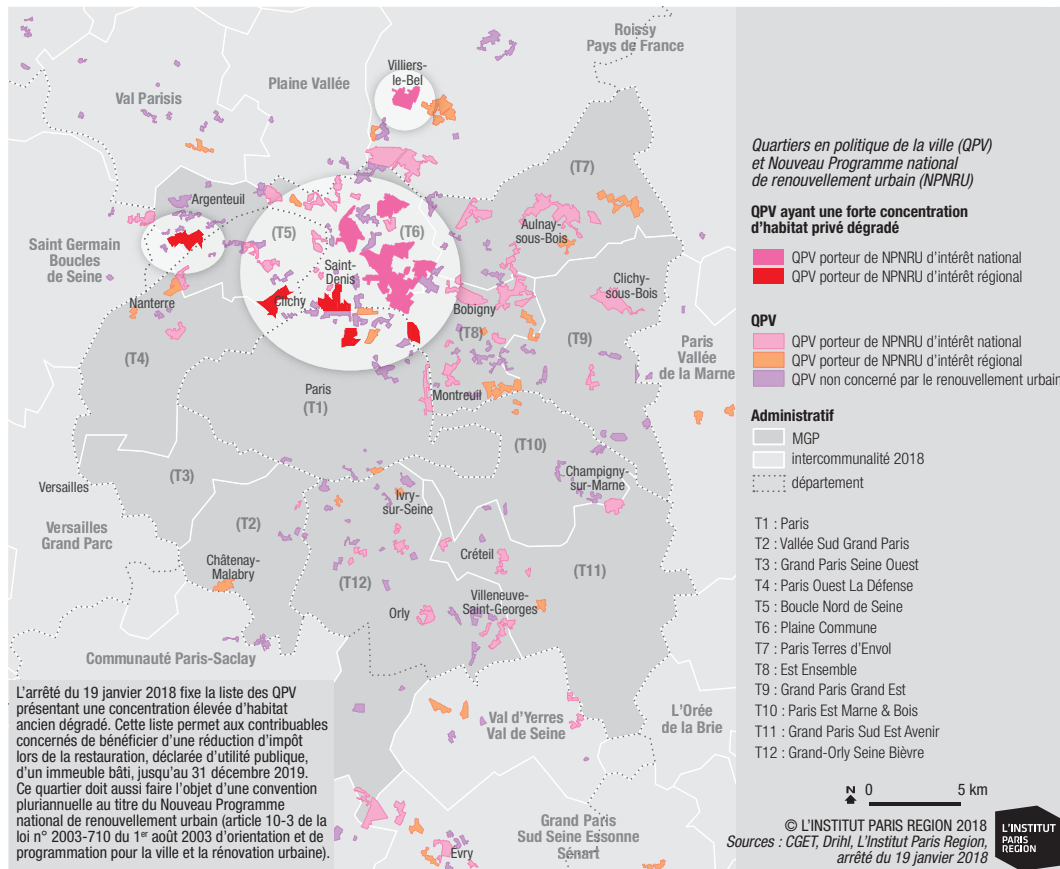 Roissy
Pays de France
Plaine Vallée
Villiers-
le-Bel
Val Parisis
(T7)
Argenteuil
Aulnay-
sous-Bois
(T5)
(T6)
Saint Germain
Boucles
de Seine
Saint-
Denis
Clichy-
sous-Bois
Nanterre
Clichy
Bobigny
(T8)
(T9)
(T4)
Paris
Vallée
de la Marne
Paris
(T1)
Montreuil
(T10)
(T3)
Champigny-
sur-Marne
Versailles
Ivry-
sur-Seine
Versailles
Grand Parc
(T2)
Châtenay-
Malabry
Créteil
(T12)
(T11)
Villeneuve-
Saint-Georges
Orly
Communauté Paris-Saclay
Val d'Yerres
Val de Seine
L'Orée
de la Brie
Grand Paris
Sud Seine Essonne
Sénart
Évry
L'arrêté du 19 janvier 2018 fixe la liste des QPV
présentant une concentration élevée d'habitat
ancien dégradé. Cette liste permet aux contribuables
concernés de bénéficier d'une réduction d'impôt
lors de la restauration, déclarée d'utilité publique,
d'un immeuble bâti, jusqu'au 31 décembre 2019.
Ce quartier doit aussi faire l'objet d'une convention
pluriannuelle au titre du Nouveau Programme
national de renouvellement urbain (article 10-3 de la
loi n° 2003-710 du 1er août 2003 d'orientation et de
programmation pour la ville et la rénovation urbaine).
Quartiers en politique de la ville (QPV)
et Nouveau Programme national
de renouvellement urbain (NPNRU)
QPV ayant une forte concentration
d'habitat privé dégradé
QPV porteur de NPNRU d'intérêt national
QPV porteur de NPNRU d'intérêt régional
QPV
QPV porteur de NPNRU d'intérêt national
QPV porteur de NPNRU d'intérêt régional
QPV non concerné par le renouvellement urbain
Administratif
MGP
intercommunalité 2018
département
T1 : Paris
T2 : Vallée Sud Grand Paris
T3 : Grand Paris Seine Ouest
T4 : Paris Ouest La Défense
T5 : Boucle Nord de Seine
T6 : Plaine Commune
T7 : Paris Terres d'Envol
T8 : Est Ensemble
T9 : Grand Paris Grand Est
T10 : Paris Est Marne & Bois
T11 : Grand Paris Sud Est Avenir
T12 : Grand-Orly Seine Bièvre
N 0 5 km
© L'INSTITUT PARIS REGION 2018
Sources : CGET, Drihl, L'Institut Paris Region,
arrêté du 19 janvier 2018
L'INSTITUT
PARIS
REGION